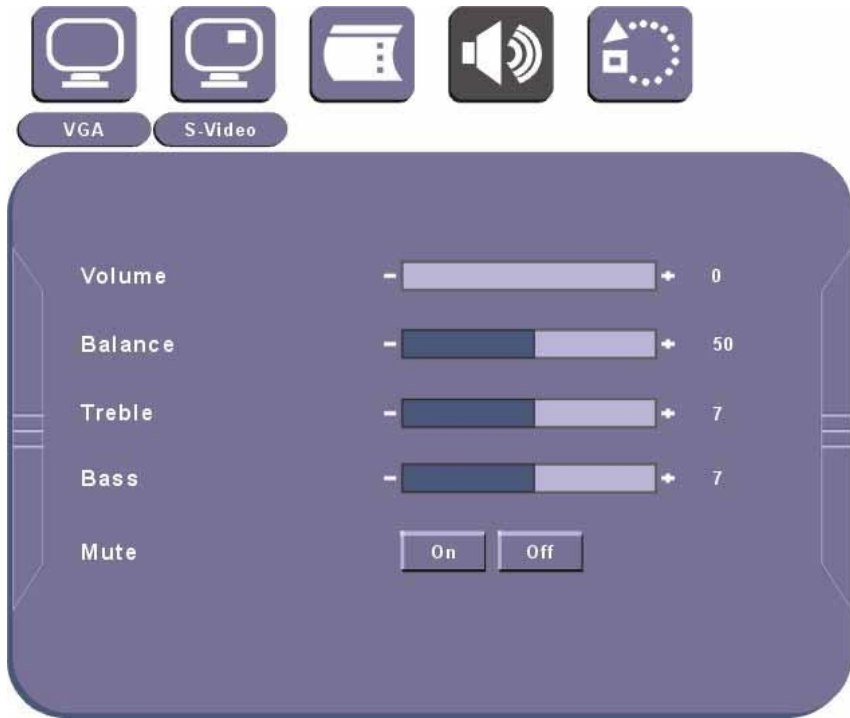 VGA S-Video
Volume - + 0
Balance - + 50
Treble - + 7
Bass - + 7
Mute On Off